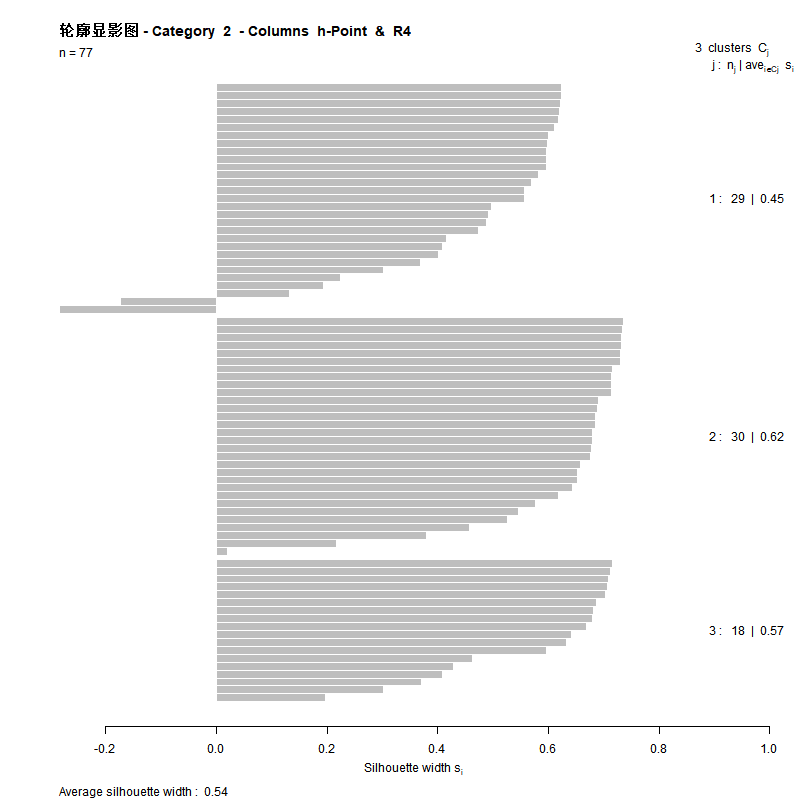 轮廓显影图 - Category 2 - Columns h-Point & R4
n = 77
3 clusters Cj
j : nj | avei∈Cj si
1 : 29 | 0.45
2 : 30 | 0.62
3 : 18 | 0.57
-0.2 0.0 0.2 0.4 0.6 0.8 1.0
Silhouette width si
Average silhouette width : 0.54